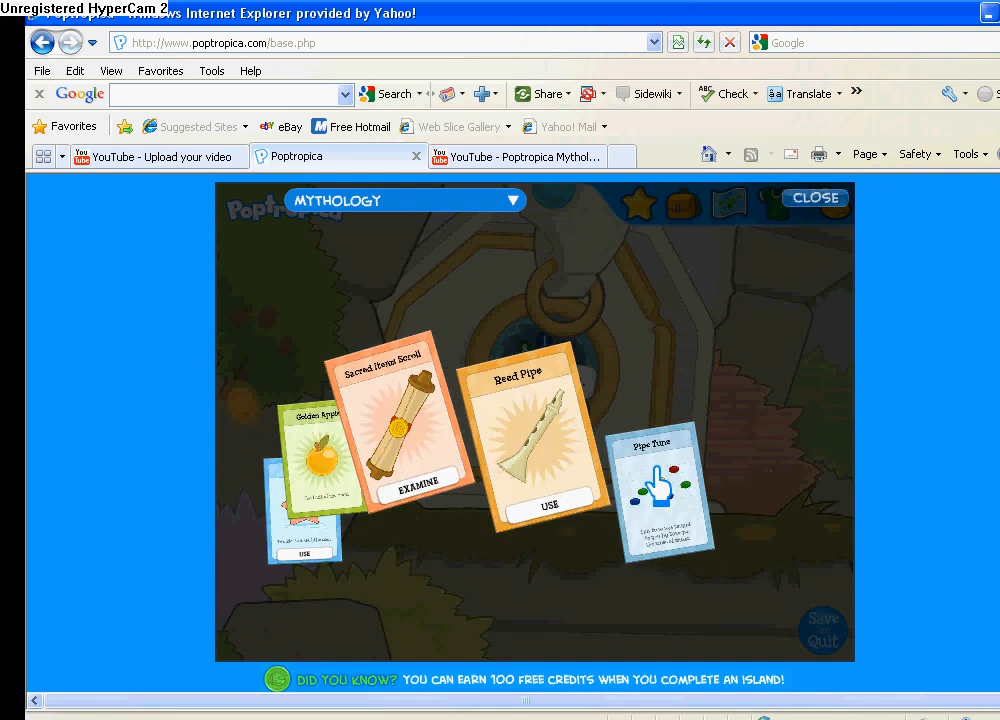 Unregistered HyperCam 2
Poptropica - Windows Internet Explorer provided by Yahoo!
http://www.poptropica.com/base.php
Google
File Edit View Favorites Tools Help
x Google Search Share Sidewiki ABC Check Translate »
Favorites Suggested Sites eBay Free Hotmail Web Slice Gallery Yahoo! Mail
YouTube - Upload your video Poptropica YouTube - Poptropica Mythol... Page Safety Tools
Poptropica MYTHOLOGY CLOSE
Sacred Items Scroll
EXAMINE
Reed Pipe
USE
Golden Apple
USE
Pipe Tune
Save and Quit
DID YOU KNOW? YOU CAN EARN 100 FREE CREDITS WHEN YOU COMPLETE AN ISLAND!